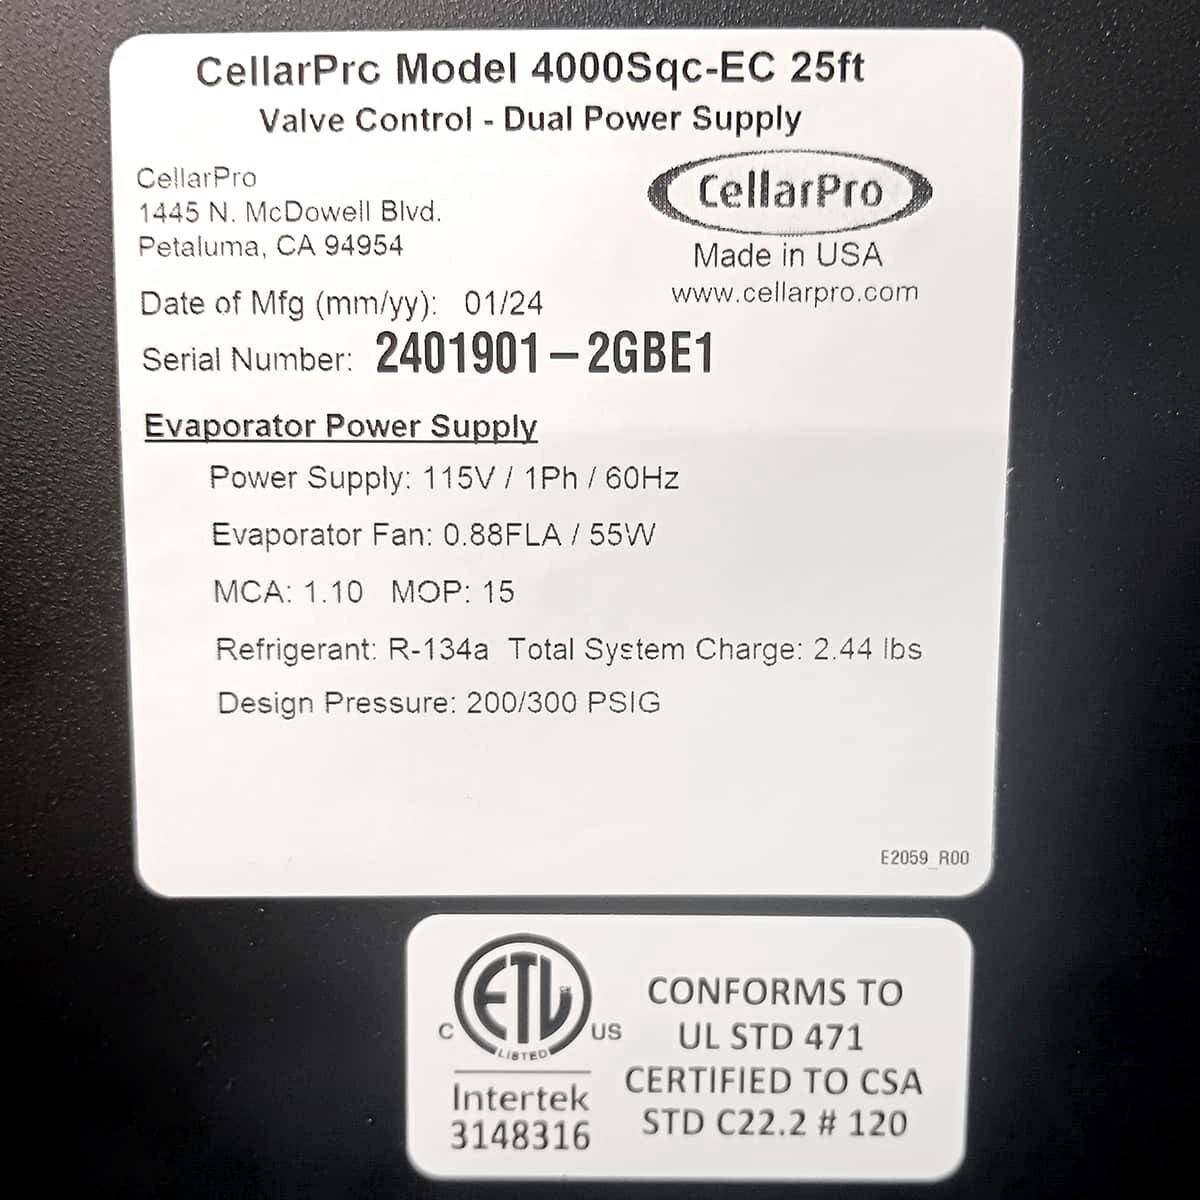 CellarPro Model 4000Sqc-EC 25ft
Valve Control - Dual Power Supply
CellarPro
1445 N. McDowell Blvd.
Petaluma, CA 94954
CellarPro
Made in USA
www.cellarpro.com
Date of Mfg (mm/yy): 01/24
Serial Number: 2401901-2GBE1
Evaporator Power Supply
Power Supply: 115V / 1Ph / 60Hz
Evaporator Fan: 0.88FLA / 55W
MCA: 1.10 MOP: 15
Refrigerant: R-134a Total System Charge: 2.44 lbs
Design Pressure: 200/300 PSIG
E2059_R00
C ETL US
LISTED
Intertek
3148316
CONFORMS TO
UL STD 471
CERTIFIED TO CSA
STD C22.2 # 120